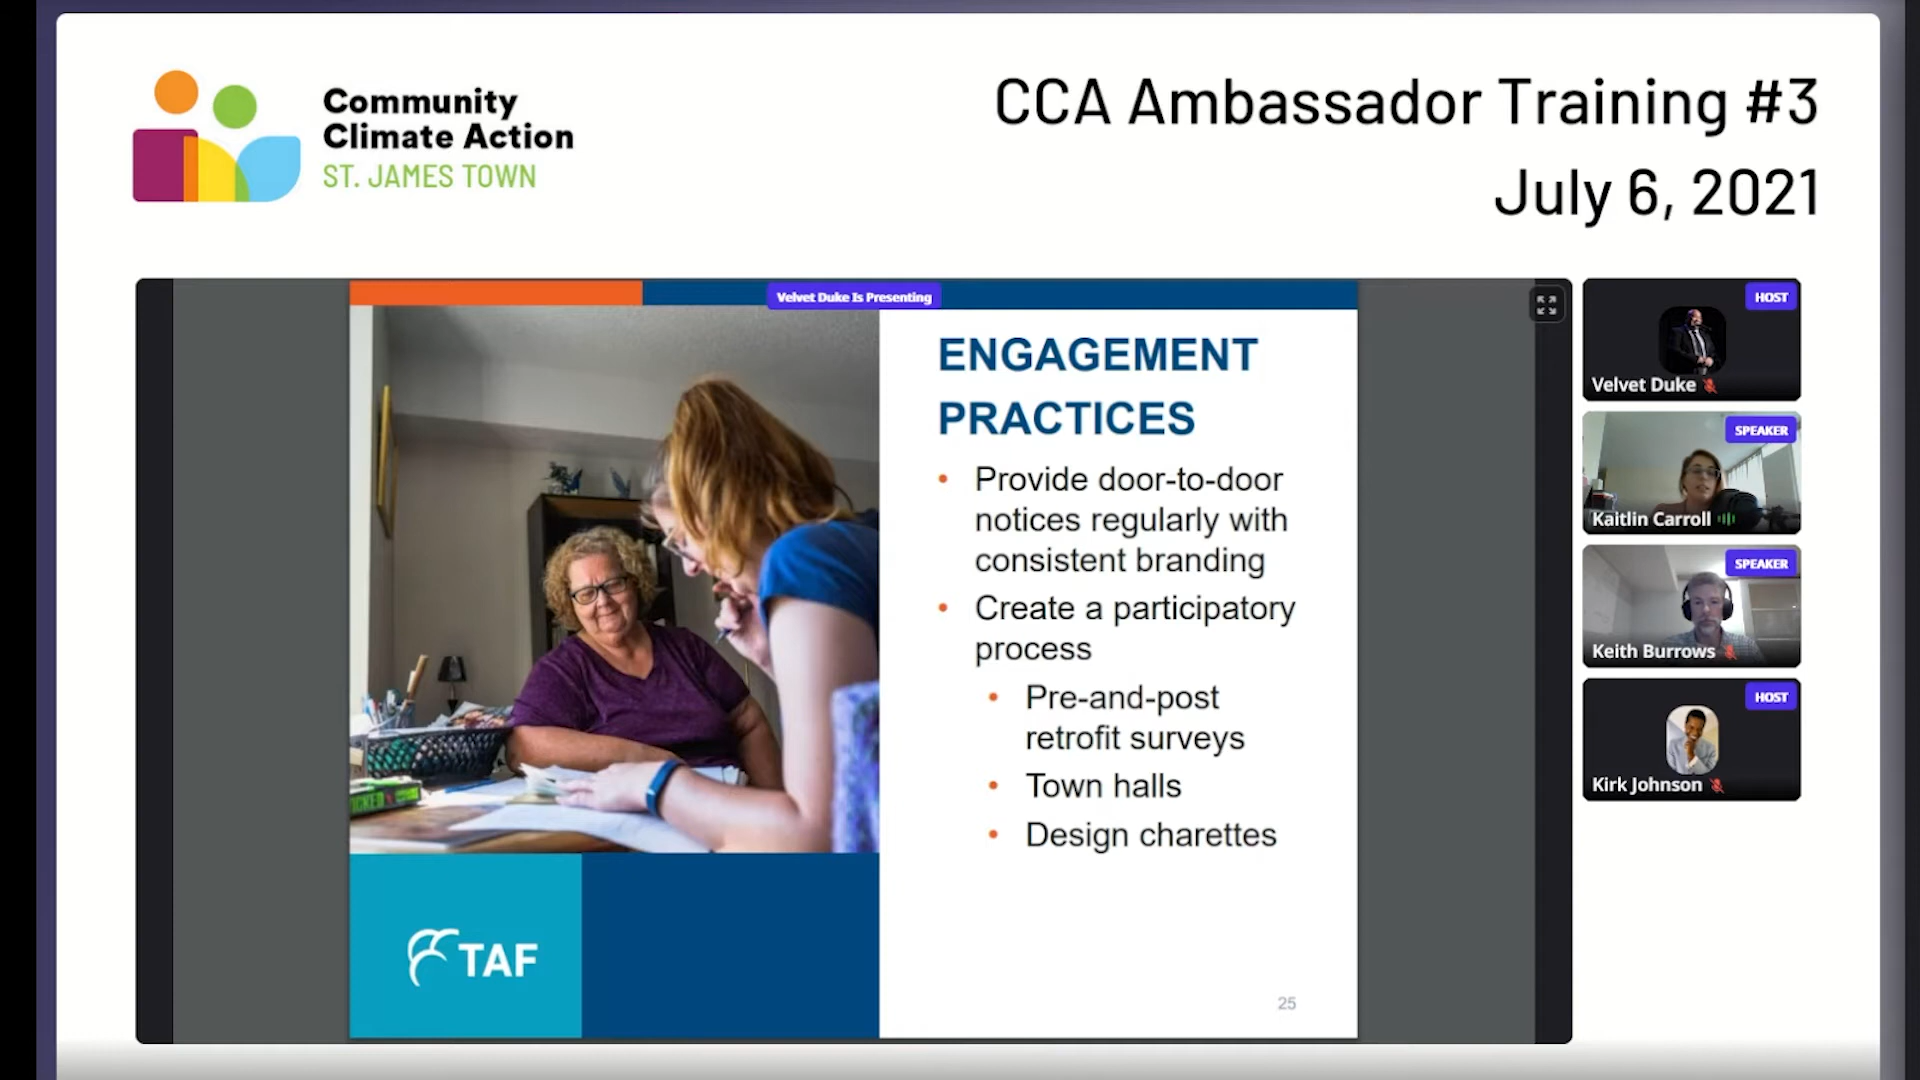 Community
Climate Action
ST. JAMES TOWN
CCA Ambassador Training #3
July 6, 2021
Velvet Duke Is Presenting
ENGAGEMENT
PRACTICES
• Provide door-to-door
notices regularly with
consistent branding
• Create a participatory
process
• Pre-and-post
retrofit surveys
• Town halls
• Design charettes
TAF
25
HOST
Velvet Duke
SPEAKER
Kaitlin Carroll
SPEAKER
Keith Burrows
HOST
Kirk Johnson